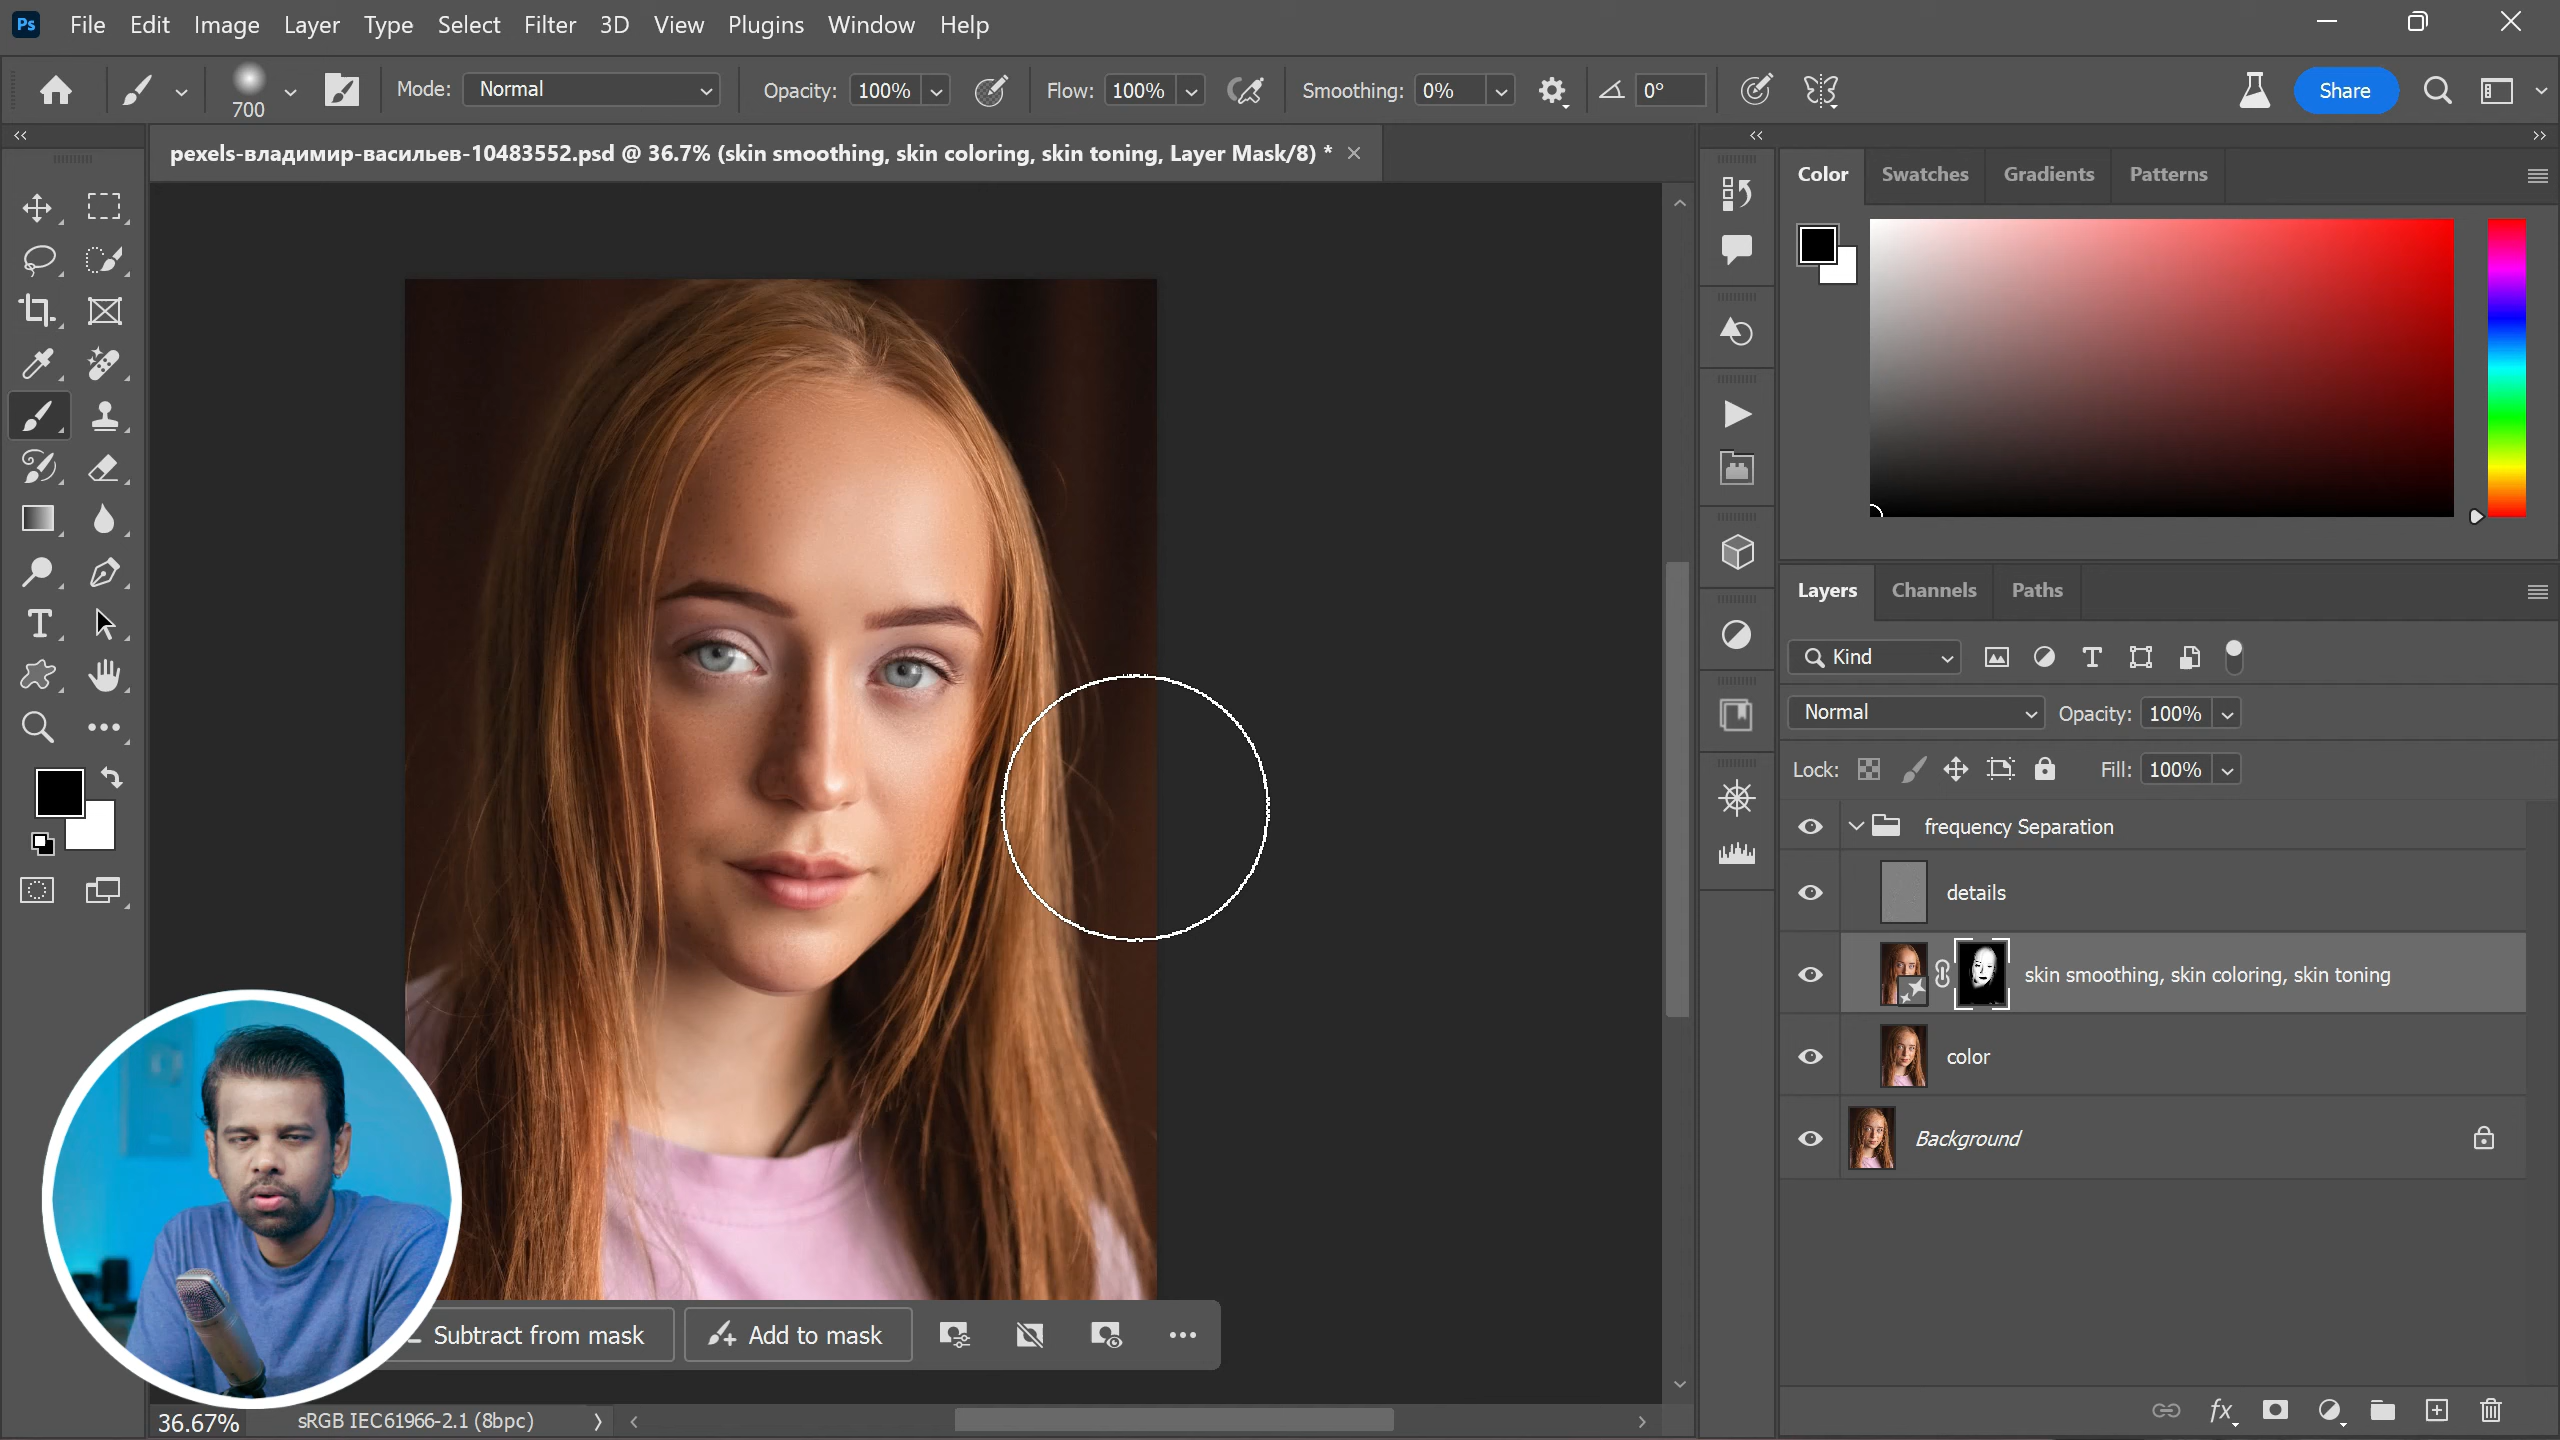 Ps File Edit Image Layer Type Select Filter 3D View Plugins Window Help
700 Mode: Normal Opacity: 100% Flow: 100% Smoothing: 0% 0° Share
pexels-владимир-васильев-10483552.psd @ 36.7% (skin smoothing, skin coloring, skin toning, Layer Mask/8) *
Color Swatches Gradients Patterns
Layers Channels Paths
Kind
Normal Opacity: 100%
Lock: Fill: 100%
frequency Separation
details
skin smoothing, skin coloring, skin toning
color
Background
Subtract from mask Add to mask
36.67% sRGB IEC61966-2.1 (8bpc)
fx